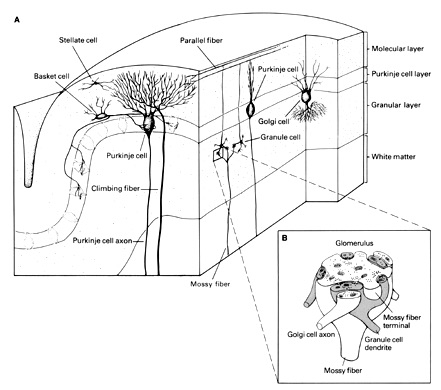 A
Stellate cell
Parallel fiber
Basket cell
Purkinje cell
Molecular layer
Purkinje cell layer
Granular layer
Golgi cell
Granule cell
White matter
Purkinje cell
Climbing fiber
Purkinje cell axon
Mossy fiber
B
Glomerulus
Mossy fiber
terminal
Golgi cell axon
Granule cell
dendrite
Mossy fiber